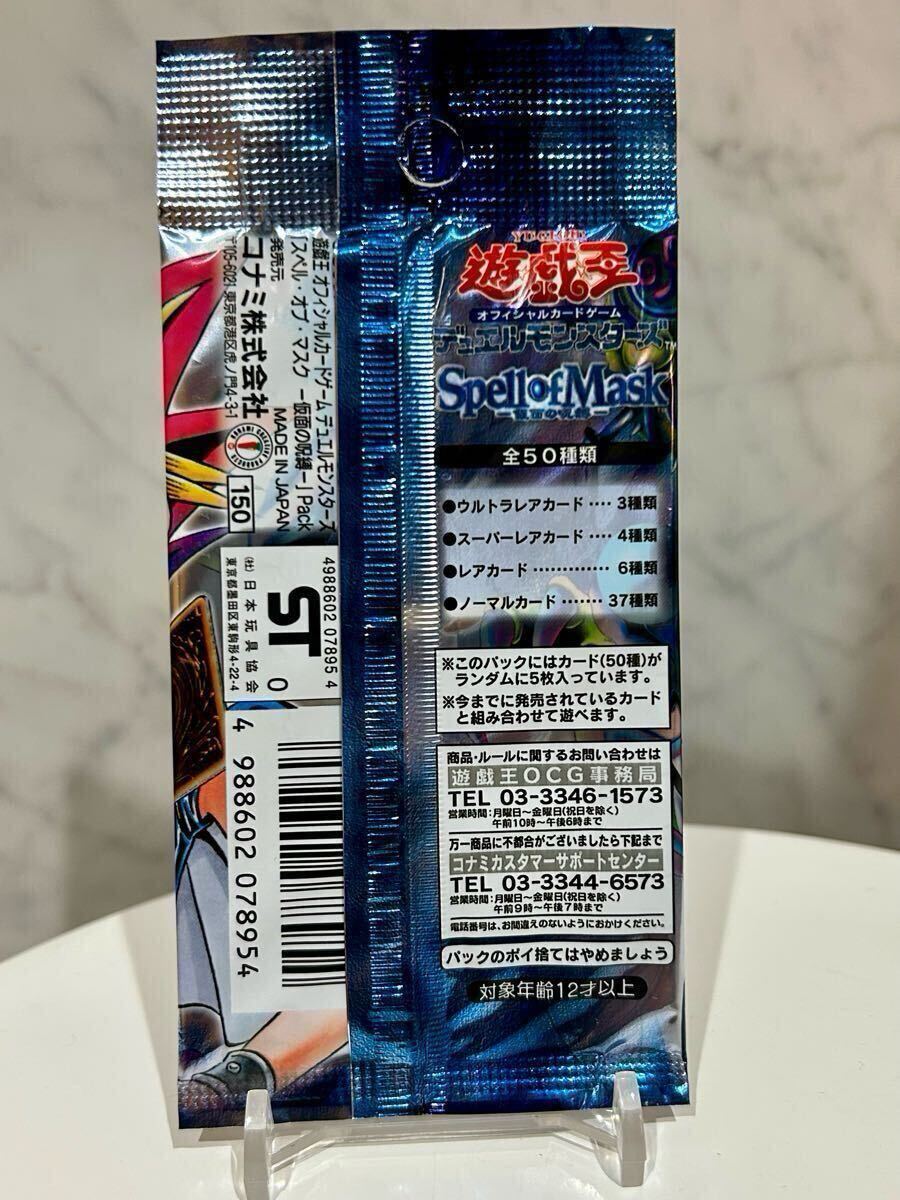 YU-GI-OH
遊戯王
オフィシャルカードゲーム
デュエルモンスターズ™
Spell of Mask
仮面の呪縛
全50種類
●ウルトラレアカード ‥‥ 3種類
●スーパーレアカード ‥‥ 4種類
●レアカード ‥‥‥‥‥‥ 6種類
●ノーマルカード ‥‥‥ 37種類
※このパックにはカード(50種)が
ランダムに5枚入っています。
※今までに発売されているカード
と組み合わせて遊べます。
商品・ルールに関するお問い合わせは
遊戯王OCG事務局
TEL 03-3346-1573
営業時間：月曜日〜金曜日(祝日を除く)
午前10時〜午後6時まで
万一商品に不都合がございましたら下記まで
コナミカスタマーサポートセンター
TEL 03-3344-6573
営業時間：月曜日〜金曜日(祝日を除く)
午前9時〜午後7時まで
電話番号は、お間違えのないようにおかけください。
パックのポイ捨てはやめましょう
対象年齢12才以上
遊戯王オフィシャルカードゲームデュエルモンスターズ
「スペル・オブ・マスク －仮面の呪縛－」Pack
発売元
MADE IN JAPAN
コナミ株式会社
〒105-6021 東京都港区虎ノ門4-3-1
150
4988602 07895 4
ST
0
(社)日本玩具協会
東京都墨田区東駒形4-22-4
4 988602 078954